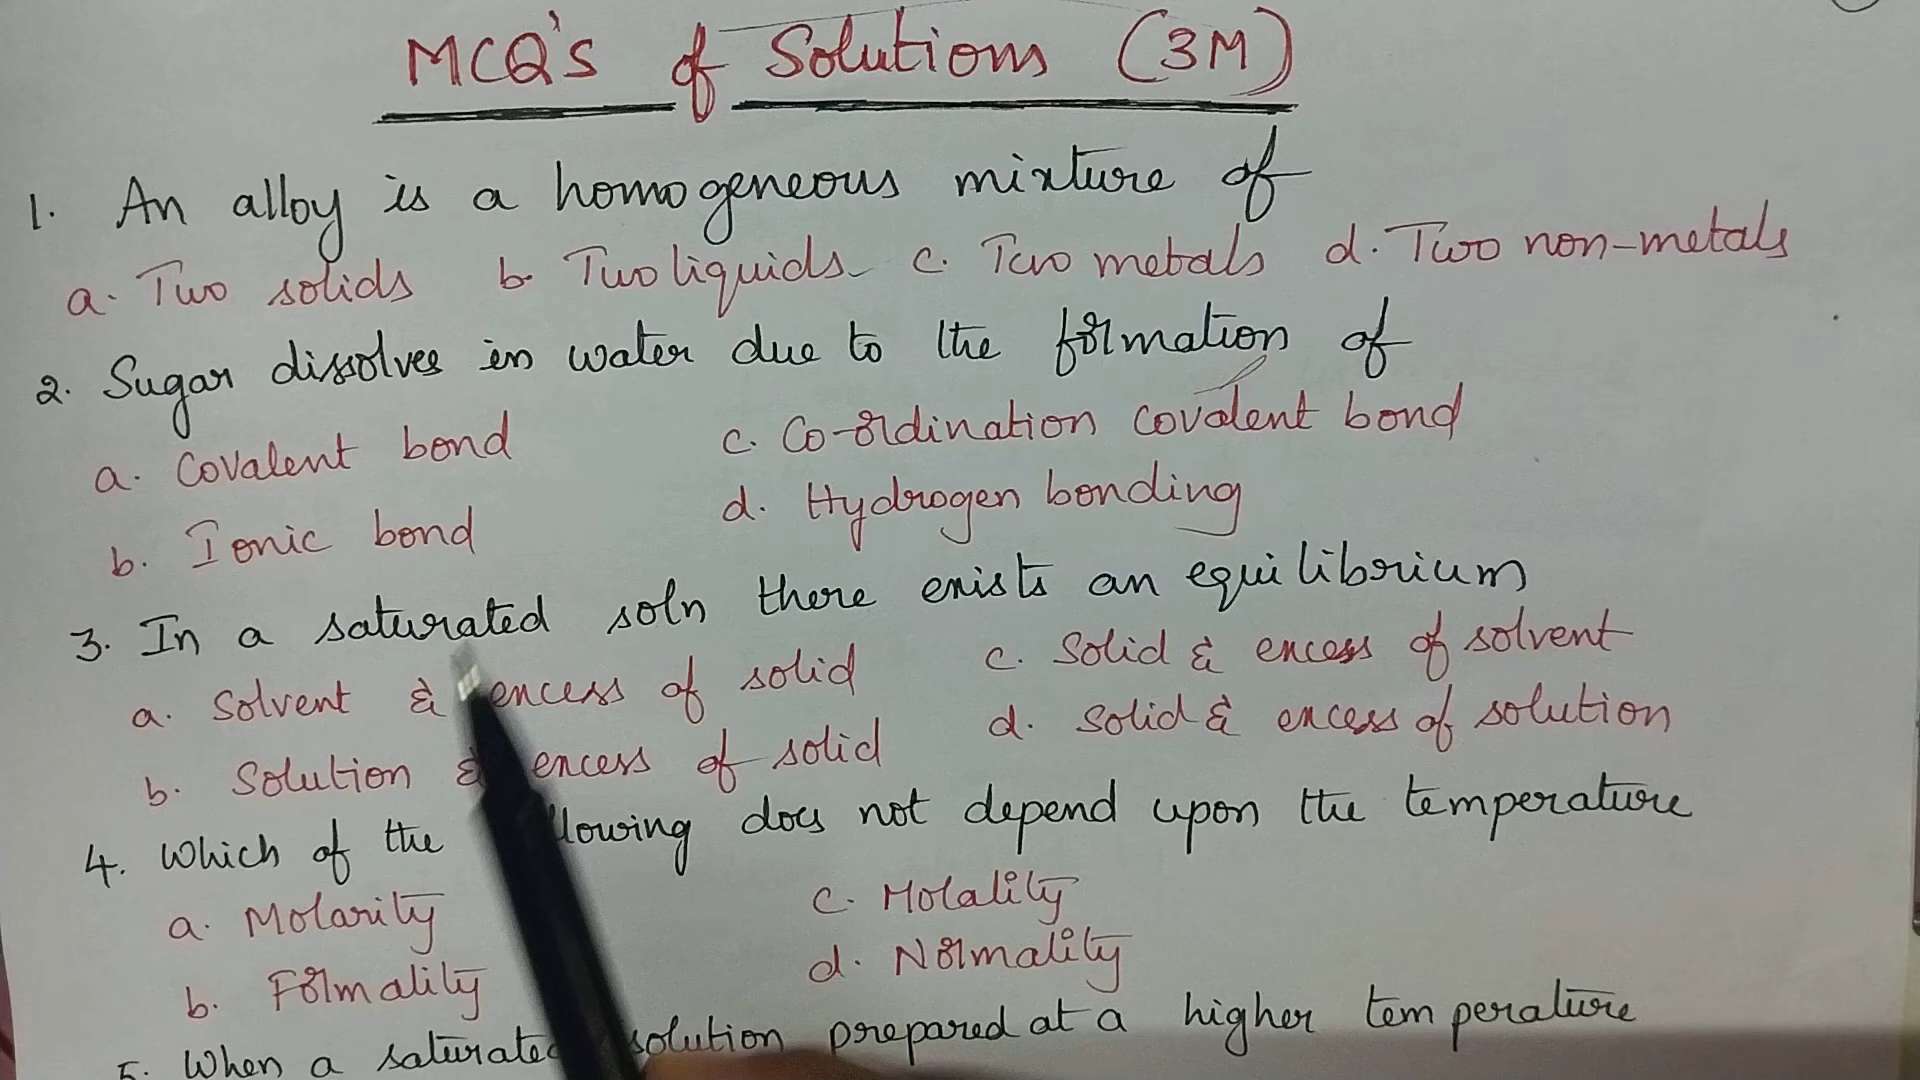 MCQ's of Solutions (3M)
1. An alloy is a homogeneous mixture of
a. Two solids b. Two liquids c. Two metals d. Two non-metals
2. Sugar dissolves in water due to the formation of
a. Covalent bond c. Co-ordination covalent bond
b. Ionic bond d. Hydrogen bonding
3. In a saturated soln there exists an equilibrium
a. Solvent & excess of solid c. Solid & excess of solvent
b. Solution & excess of solid d. Solid & excess of solution
4. Which of the llowing does not depend upon the temperature
a. Molarity c. Molality
b. Formality d. Normality
5. When a saturated solution prepared at a higher temperature